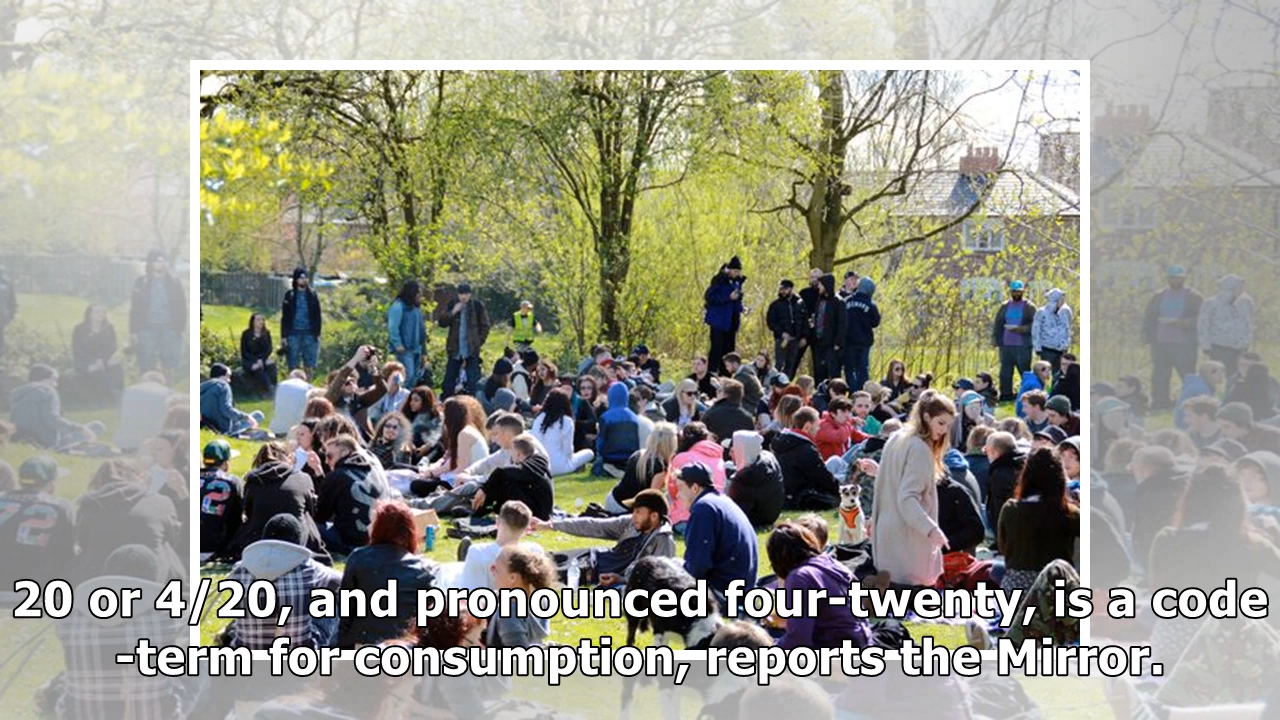 20 or 4/20, and pronounced four-twenty, is a code
-term for consumption, reports the Mirror.